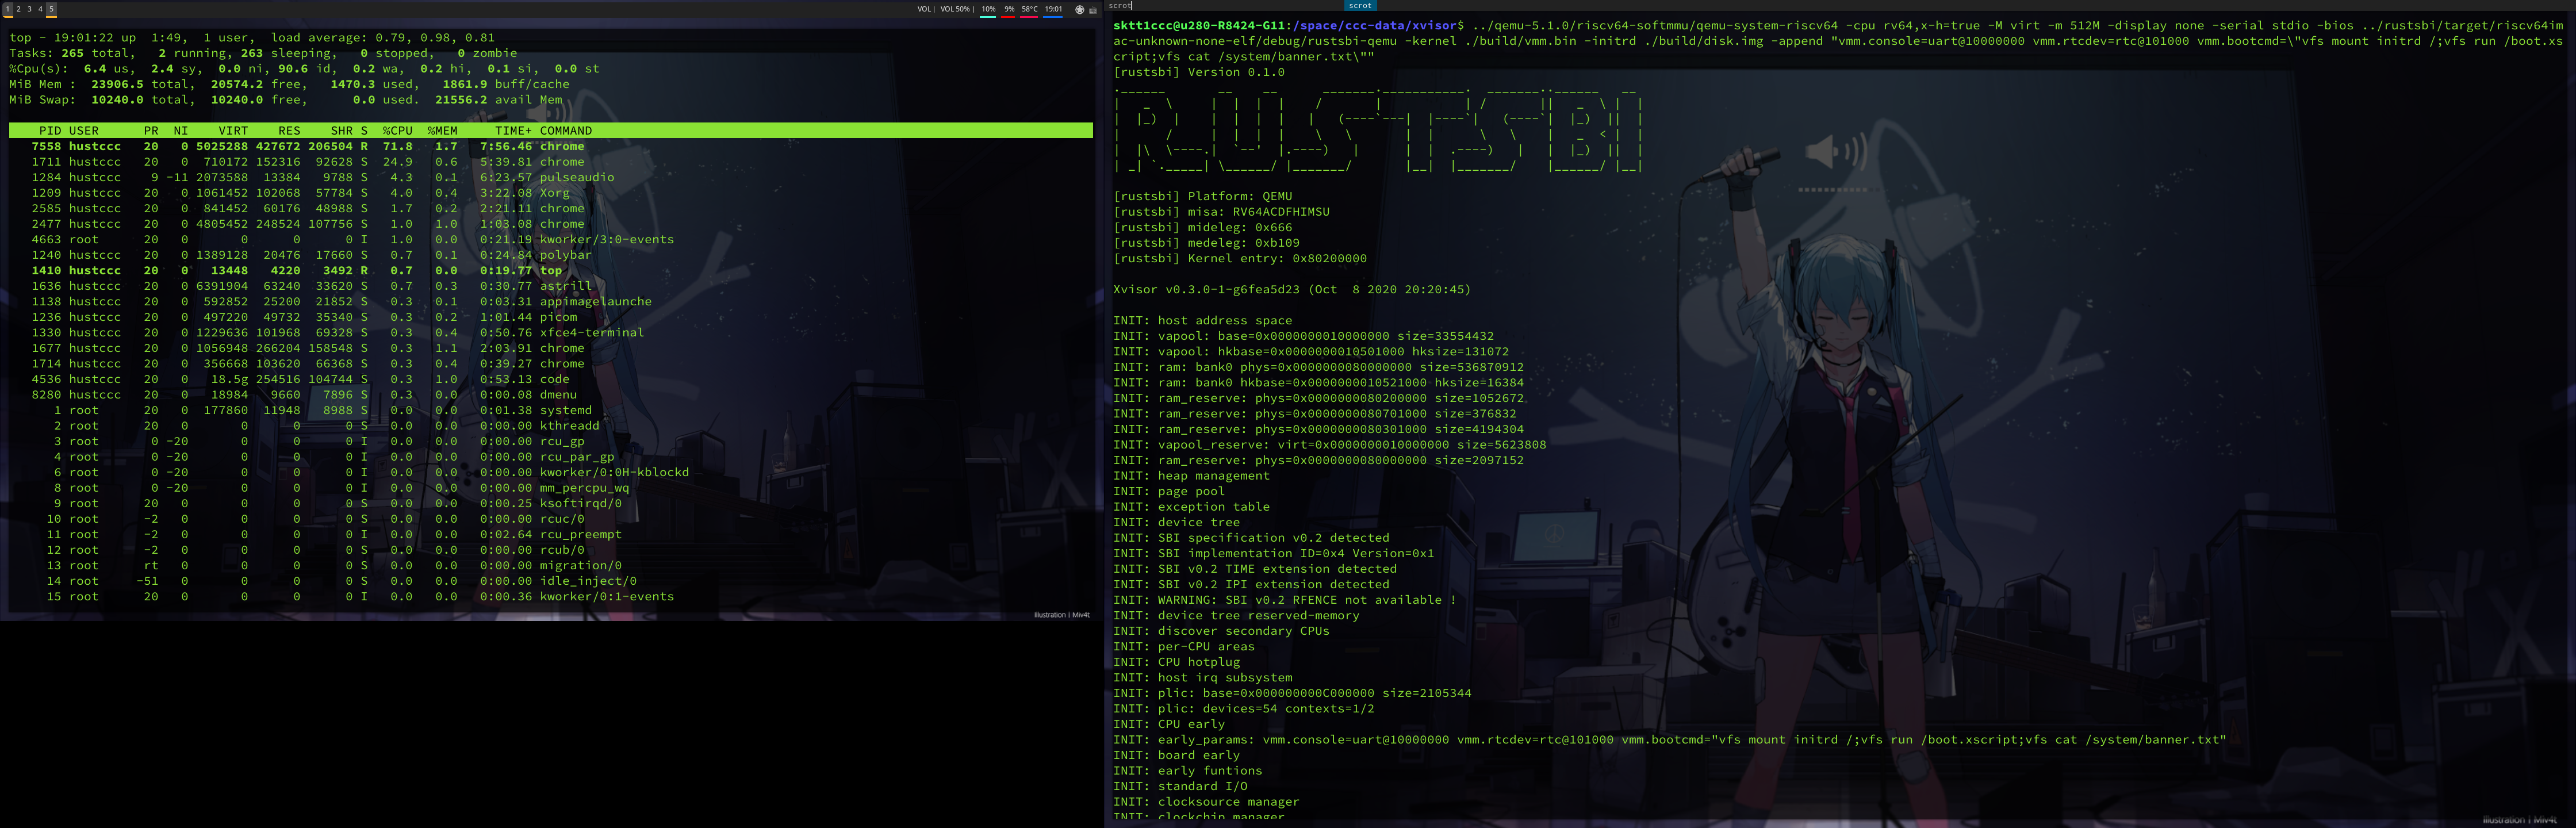 1 2 3 4 5 VOL | VOL 50% | 10% 9% 58°C 19:01
top - 19:01:22 up  1:49,  1 user,  load average: 0.79, 0.98, 0.81
Tasks: 265 total,   2 running, 263 sleeping,   0 stopped,   0 zombie
%Cpu(s):  6.4 us,  2.4 sy,  0.0 ni, 90.6 id,  0.2 wa,  0.2 hi,  0.1 si,  0.0 st
MiB Mem :  23906.5 total,  20574.2 free,   1470.3 used,   1861.9 buff/cache
MiB Swap:  10240.0 total,  10240.0 free,      0.0 used.  21556.2 avail Mem
PID USER PR NI VIRT RES SHR S %CPU %MEM TIME+ COMMAND
7558 hustccc 20 0 5025288 427672 206504 R 71.8 1.7 7:56.46 chrome
1711 hustccc 20 0 710172 152316 92628 S 24.9 0.6 5:39.81 chrome
1284 hustccc 9 -11 2073588 13384 9788 S 4.3 0.1 6:23.57 pulseaudio
1209 hustccc 20 0 1061452 102068 57784 S 4.0 0.4 3:22.08 Xorg
2585 hustccc 20 0 841452 60176 48988 S 1.7 0.2 2:21.11 chrome
2477 hustccc 20 0 4805452 248524 107756 S 1.0 1.0 1:03.08 chrome
4663 root 20 0 0 0 0 I 1.0 0.0 0:21.19 kworker/3:0-events
1240 hustccc 20 0 1389128 20476 17660 S 0.7 0.1 0:24.84 polybar
1410 hustccc 20 0 13448 4220 3492 R 0.7 0.0 0:19.77 top
1636 hustccc 20 0 6391904 63240 33620 S 0.7 0.3 0:30.77 astrill
1138 hustccc 20 0 592852 25200 21852 S 0.3 0.1 0:03.31 appimagelaunche
1236 hustccc 20 0 497220 49732 35340 S 0.3 0.2 1:01.44 picom
1330 hustccc 20 0 1229636 101968 69328 S 0.3 0.4 0:50.76 xfce4-terminal
1677 hustccc 20 0 1056948 266204 158548 S 0.3 1.1 2:03.91 chrome
1714 hustccc 20 0 356668 103620 66368 S 0.3 0.4 0:39.27 chrome
4536 hustccc 20 0 18.5g 254516 104744 S 0.3 1.0 0:53.13 code
8280 hustccc 20 0 18984 9660 7896 S 0.3 0.0 0:00.08 dmenu
1 root 20 0 177860 11948 8988 S 0.0 0.0 0:01.38 systemd
2 root 20 0 0 0 0 S 0.0 0.0 0:00.00 kthreadd
3 root 0 -20 0 0 0 I 0.0 0.0 0:00.00 rcu_gp
4 root 0 -20 0 0 0 I 0.0 0.0 0:00.00 rcu_par_gp
6 root 0 -20 0 0 0 I 0.0 0.0 0:00.00 kworker/0:0H-kblockd
8 root 0 -20 0 0 0 I 0.0 0.0 0:00.00 mm_percpu_wq
9 root 20 0 0 0 0 S 0.0 0.0 0:00.25 ksoftirqd/0
10 root -2 0 0 0 0 S 0.0 0.0 0:00.00 rcuc/0
11 root -2 0 0 0 0 I 0.0 0.0 0:02.64 rcu_preempt
12 root -2 0 0 0 0 S 0.0 0.0 0:00.00 rcub/0
13 root rt 0 0 0 0 S 0.0 0.0 0:00.00 migration/0
14 root -51 0 0 0 0 S 0.0 0.0 0:00.00 idle_inject/0
15 root 20 0 0 0 0 I 0.0 0.0 0:00.36 kworker/0:1-events
Illustration | Miv4t
scrot scrot
sktt1ccc@u280-R8424-G11:/space/ccc-data/xvisor$ ../qemu-5.1.0/riscv64-softmmu/qemu-system-riscv64 -cpu rv64,x-h=true -M virt -m 512M -display none -serial stdio -bios ../rustsbi/target/riscv64im
ac-unknown-none-elf/debug/rustsbi-qemu -kernel ./build/vmm.bin -initrd ./build/disk.img -append "vmm.console=uart@10000000 vmm.rtcdev=rtc@101000 vmm.bootcmd=\"vfs mount initrd /;vfs run /boot.xs
cript;vfs cat /system/banner.txt\""
[rustsbi] Version 0.1.0
RUSTSBI
[rustsbi] Platform: QEMU
[rustsbi] misa: RV64ACDFHIMSU
[rustsbi] mideleg: 0x666
[rustsbi] medeleg: 0xb109
[rustsbi] Kernel entry: 0x80200000
Xvisor v0.3.0-1-g6fea5d23 (Oct  8 2020 20:20:45)
INIT: host address space
INIT: vapool: base=0x0000000010000000 size=33554432
INIT: vapool: hkbase=0x0000000010501000 hksize=131072
INIT: ram: bank0 phys=0x0000000080000000 size=536870912
INIT: ram: bank0 hkbase=0x0000000010521000 hksize=16384
INIT: ram_reserve: phys=0x0000000080200000 size=1052672
INIT: ram_reserve: phys=0x0000000080701000 size=376832
INIT: ram_reserve: phys=0x0000000080301000 size=4194304
INIT: vapool_reserve: virt=0x0000000010000000 size=5623808
INIT: ram_reserve: phys=0x0000000080000000 size=2097152
INIT: heap management
INIT: page pool
INIT: exception table
INIT: device tree
INIT: SBI specification v0.2 detected
INIT: SBI implementation ID=0x4 Version=0x1
INIT: SBI v0.2 TIME extension detected
INIT: SBI v0.2 IPI extension detected
INIT: WARNING: SBI v0.2 RFENCE not available !
INIT: device tree reserved-memory
INIT: discover secondary CPUs
INIT: per-CPU areas
INIT: CPU hotplug
INIT: host irq subsystem
INIT: plic: base=0x000000000C000000 size=2105344
INIT: plic: devices=54 contexts=1/2
INIT: CPU early
INIT: early_params: vmm.console=uart@10000000 vmm.rtcdev=rtc@101000 vmm.bootcmd="vfs mount initrd /;vfs run /boot.xscript;vfs cat /system/banner.txt"
INIT: board early
INIT: early funtions
INIT: standard I/O
INIT: clocksource manager
INIT: clockchip manager
Illustration | Miv4t